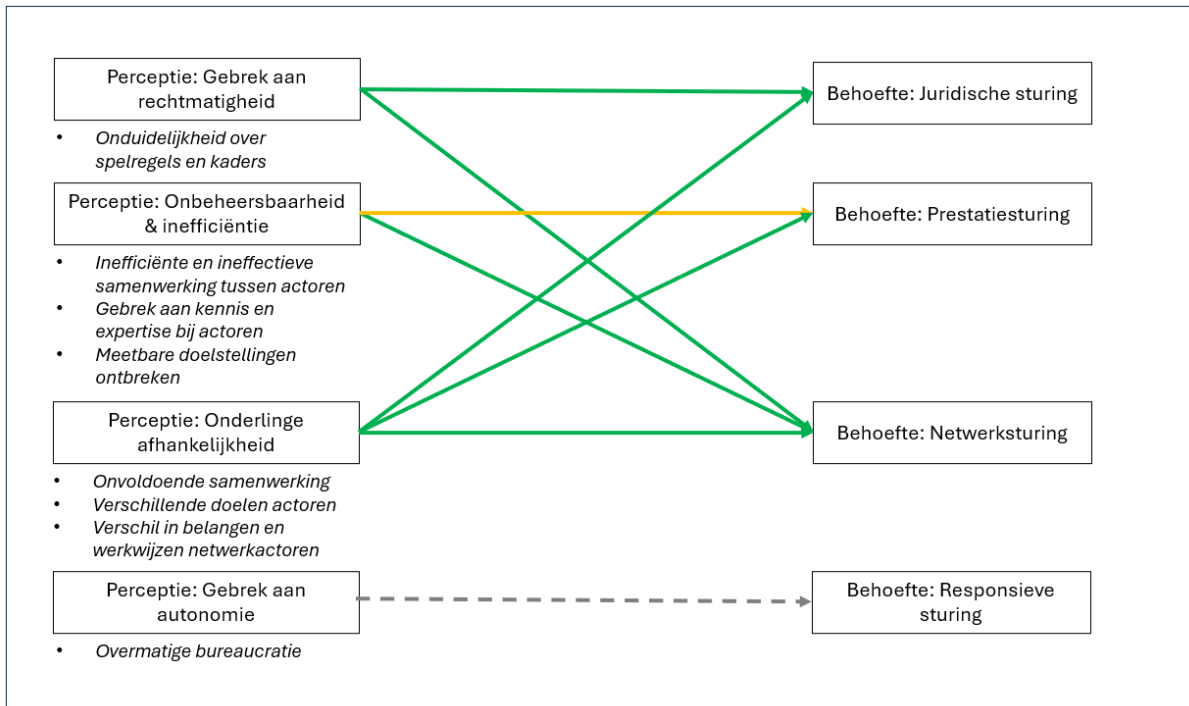 Perceptie: Gebrek aan
rechtmatigheid
• Onduidelijkheid over
spelregels en kaders
Perceptie: Onbeheersbaarheid
& inefficiëntie
• Inefficiënte en ineffectieve
samenwerking tussen actoren
• Gebrek aan kennis en
expertise bij actoren
• Meetbare doelstellingen
ontbreken
Perceptie: Onderlinge
afhankelijkheid
• Onvoldoende samenwerking
• Verschillende doelen actoren
• Verschil in belangen en
werkwijzen netwerkactoren
Perceptie: Gebrek aan
autonomie
• Overmatige bureaucratie
Behoefte: Juridische sturing
Behoefte: Prestatiesturing
Behoefte: Netwerksturing
Behoefte: Responsieve
sturing